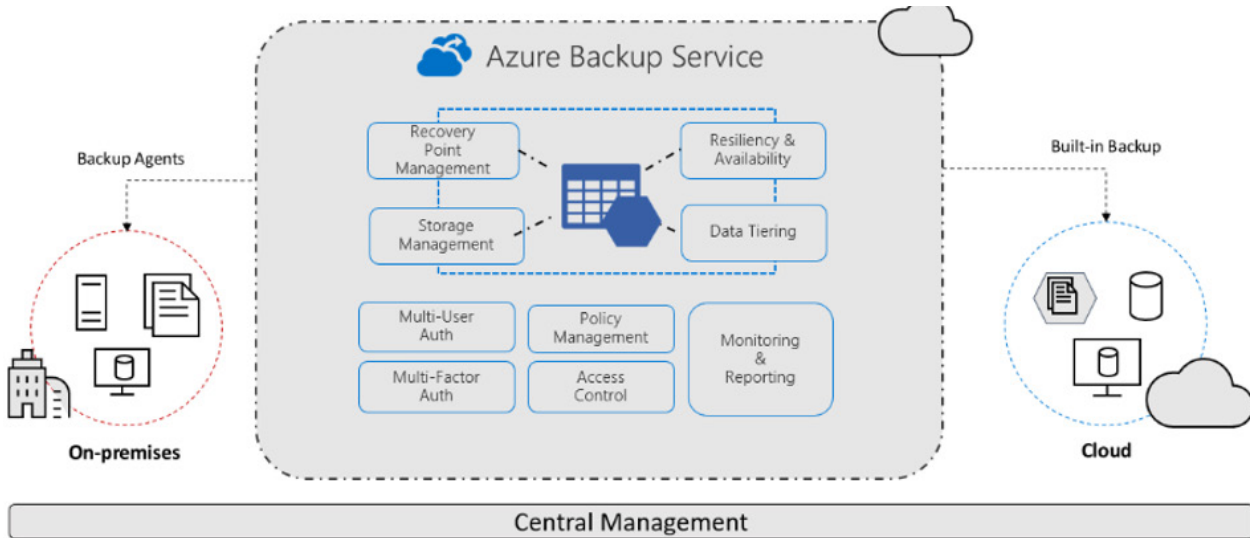 Azure Backup Service
Recovery
Point
Management
Resiliency &
Availability
Storage
Management
Data Tiering
Multi-User
Auth
Policy
Management
Monitoring
&
Reporting
Multi-Factor
Auth
Access
Control
Backup Agents
On-premises
Built-in Backup
Cloud
Central Management